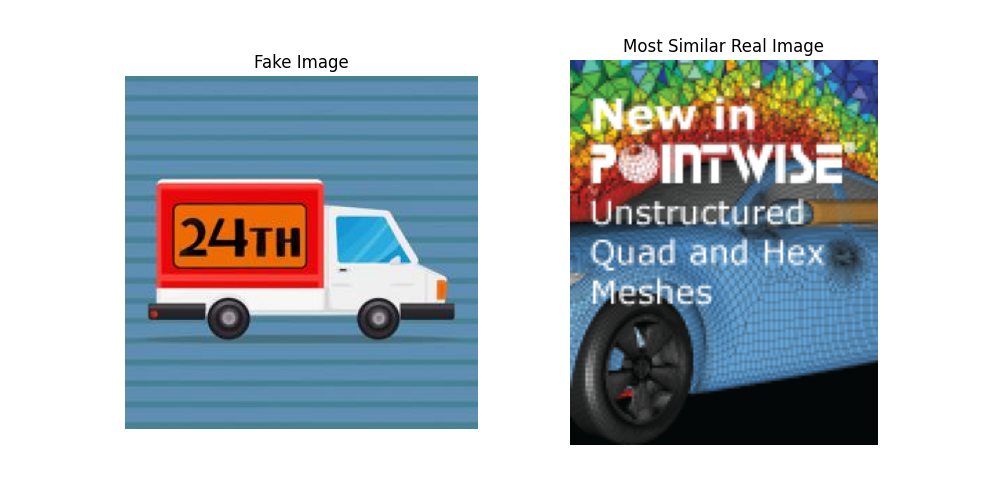 Fake Image
24TH
Most Similar Real Image
New in
POINTWISE
Unstructured
Quad and Hex
Meshes